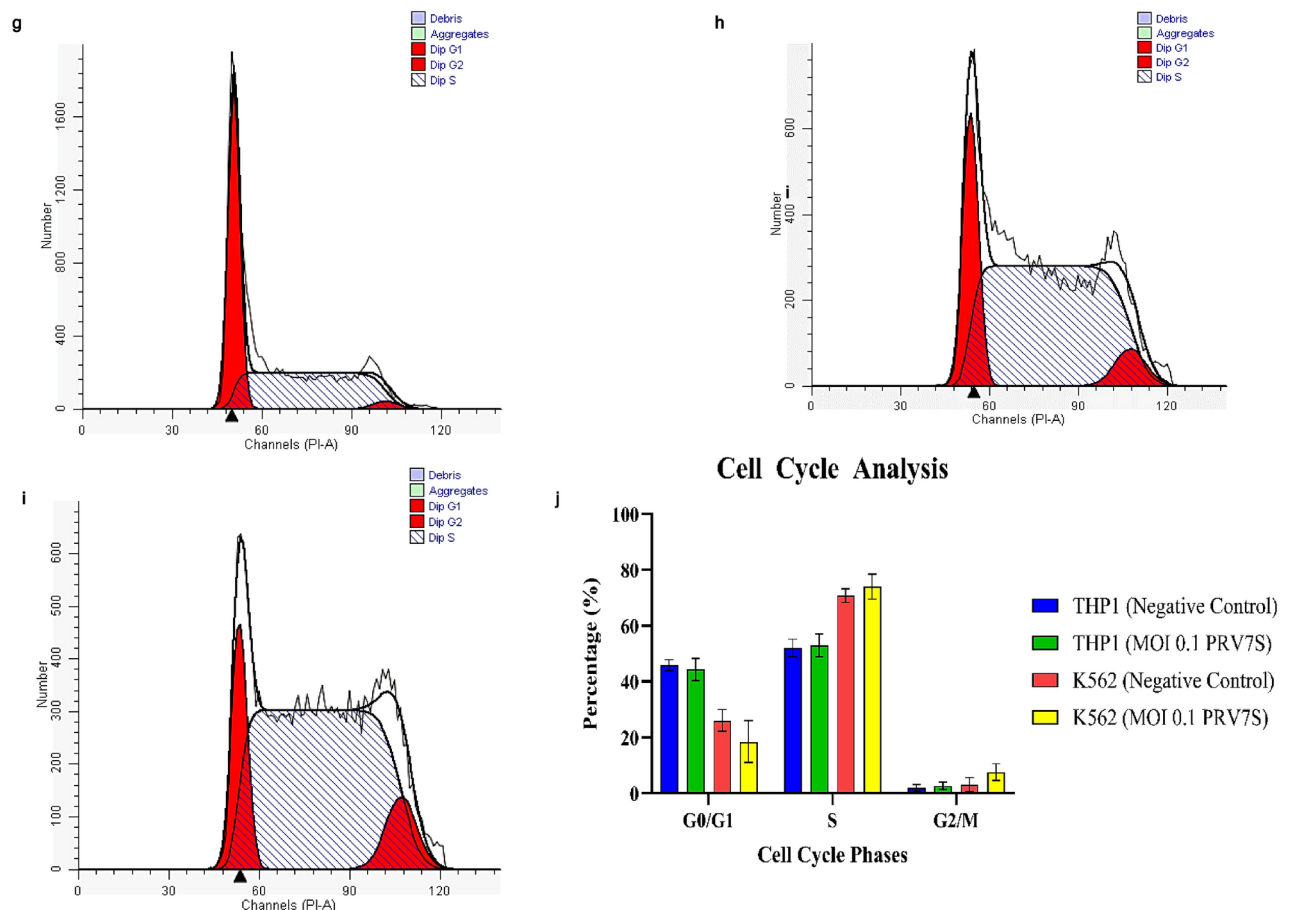 g
Debris
Aggregates
Dip G1
Dip G2
Dip S
Number
1600
1200
800
400
0
0 30 60 90 120
Channels (PI-A)
h
Debris
Aggregates
Dip G1
Dip G2
Dip S
i
Number
600
400
200
0
0 30 60 90 120
Channels (PI-A)
i
Debris
Aggregates
Dip G1
Dip G2
Dip S
Number
600
500
400
300
200
100
0
0 30 60 90 120
Channels (PI-A)
Cell Cycle Analysis
j
Percentage (%)
100
80
60
40
20
0
G0/G1 S G2/M
Cell Cycle Phases
THP1 (Negative Control)
THP1 (MOI 0.1 PRV7S)
K562 (Negative Control)
K562 (MOI 0.1 PRV7S)